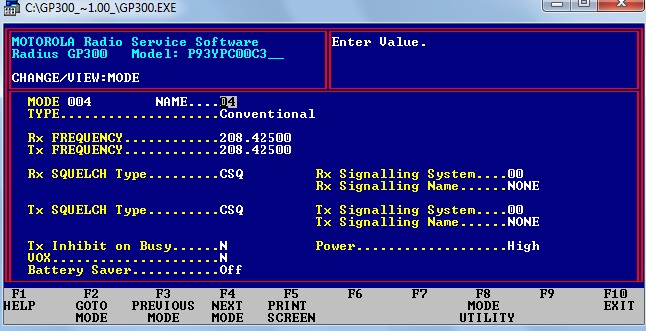 C:\GP300_~1.00_\GP300.EXE
MOTOROLA Radio Service Software
Radius GP300 Model: P93YPC00C3__
CHANGE/VIEW:MODE
Enter Value.
MODE 004 NAME....04
TYPE....................Conventional
Rx FREQUENCY............208.42500
Tx FREQUENCY............208.42500
Rx SQUELCH Type.........CSQ Rx Signalling System....00
Rx Signalling Name......NONE
Tx SQUELCH Type.........CSQ Tx Signalling System....00
Tx Signalling Name......NONE
Tx Inhibit on Busy......N Power...................High
VOX.....................N
Battery Saver...........Off
F1 F2 F3 F4 F5 F6 F7 F8 F9 F10
HELP GOTO PREVIOUS NEXT PRINT MODE EXIT
MODE MODE MODE SCREEN UTILITY